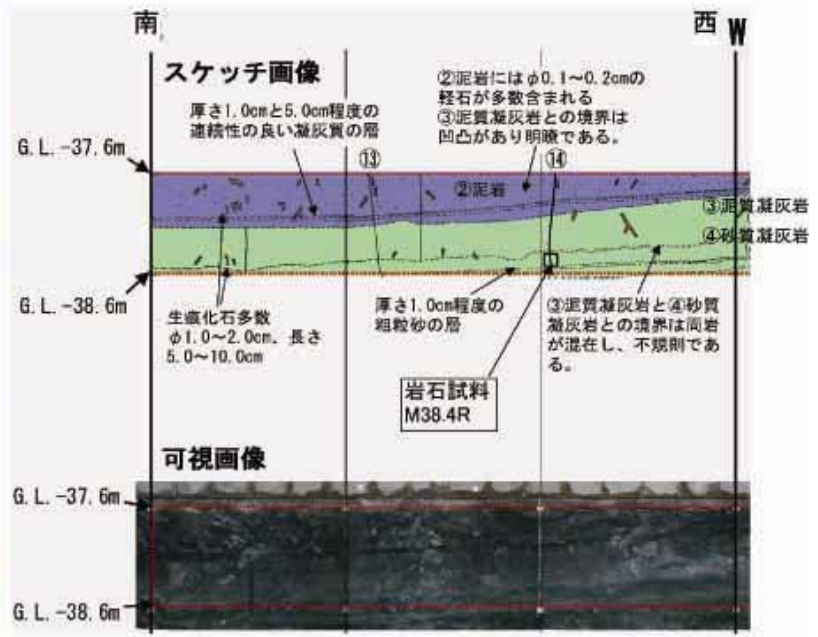 南
西 W
スケッチ画像
②泥岩にはφ0.1～0.2cmの
軽石が多数含まれる
③泥質凝灰岩との境界は
凹凸があり明瞭である。
厚さ1.0cmと5.0cm程度の
連続性の良い凝灰質の層
G.L.-37.6m
⑬
⑭
②泥岩
③泥質凝灰岩
④砂質凝灰岩
G.L.-38.6m
生痕化石多数
φ1.0～2.0cm、長さ
5.0～10.0cm
厚さ1.0cm程度の
粗粒砂の層
③泥質凝灰岩と④砂質
凝灰岩との境界は両岩
が混在し、不規則であ
る。
岩石試料
M38.4R
可視画像
G.L.-37.6m
G.L.-38.6m